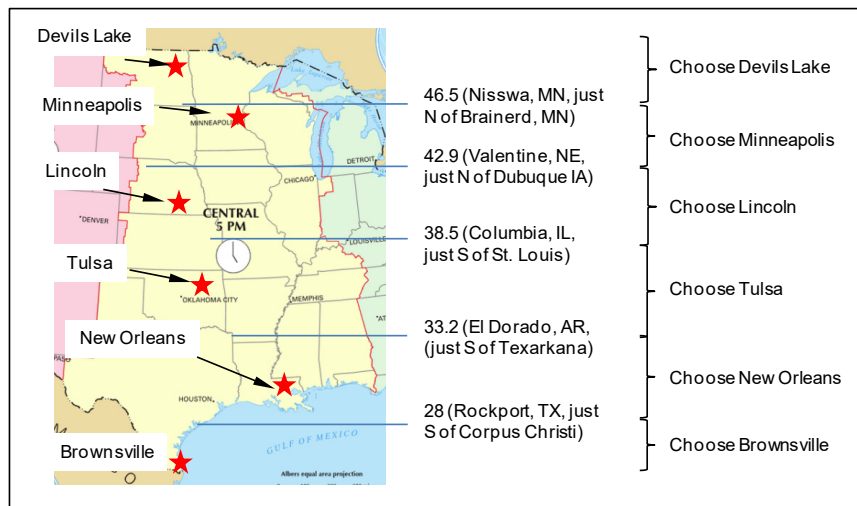 Devils Lake
Minneapolis
Lincoln
Tulsa
New Orleans
Brownsville
Lake Superior
MINNEAPOLIS
DETROIT
CHICAGO
DENVER
CENTRAL
5 PM
LOUISVILLE
OKLAHOMA CITY
MEMPHIS
AT
PASO
HOUSTON
GULF OF MEXICO
Albers equal area projection
46.5 (Nisswa, MN, just
N of Brainerd, MN)
42.9 (Valentine, NE,
just N of Dubuque IA)
38.5 (Columbia, IL,
just S of St. Louis)
33.2 (El Dorado, AR,
(just S of Texarkana)
28 (Rockport, TX, just
S of Corpus Christi)
Choose Devils Lake
Choose Minneapolis
Choose Lincoln
Choose Tulsa
Choose New Orleans
Choose Brownsville